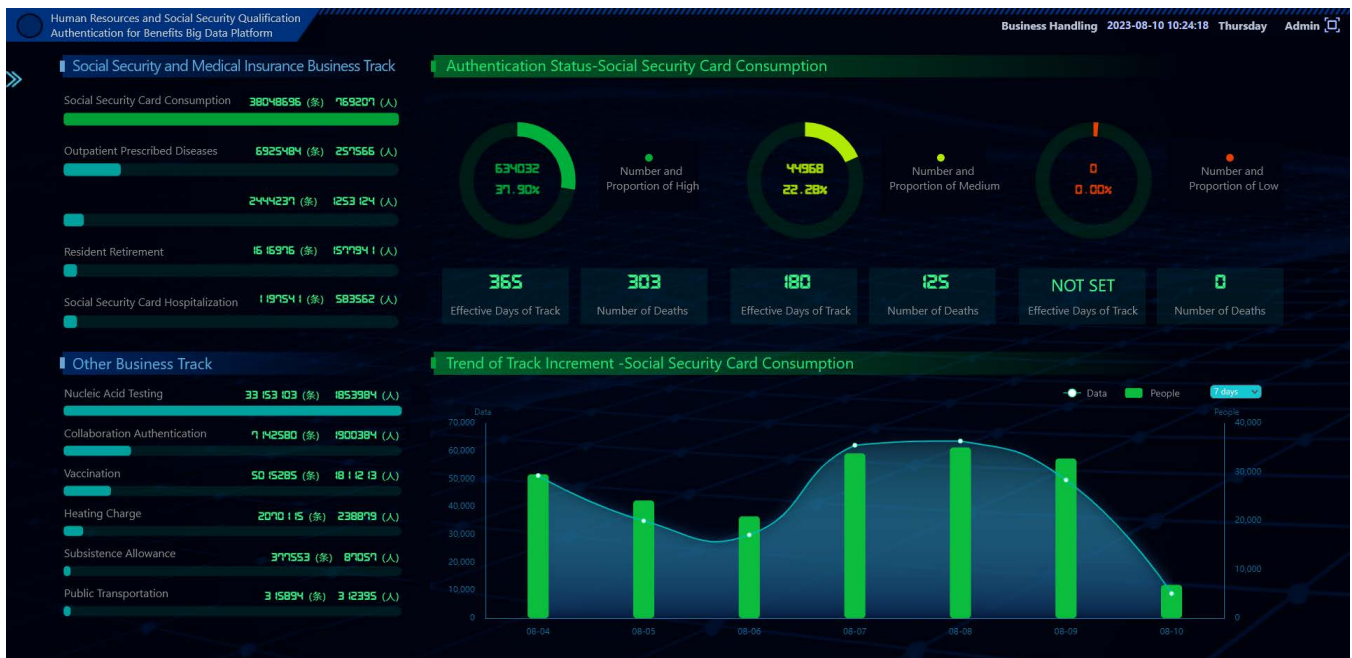 Human Resources and Social Security Qualification
Authentication for Benefits Big Data Platform
Business Handling 2023-08-10 10:24:18 Thursday Admin
Social Security and Medical Insurance Business Track
Social Security Card Consumption 38048696 (条) 769207 (人)
Outpatient Prescribed Diseases 6925484 (条) 257566 (人)
2444237 (条) 1253124 (人)
Resident Retirement 1616976 (条) 1577941 (人)
Social Security Card Hospitalization 1197541 (条) 583562 (人)
Other Business Track
Nucleic Acid Testing 33153103 (条) 1853984 (人)
Collaboration Authentication 7142580 (条) 1900384 (人)
Vaccination 5015285 (条) 1811213 (人)
Heating Charge 2070115 (条) 238879 (人)
Subsistence Allowance 377553 (条) 87057 (人)
Public Transportation 315894 (条) 312395 (人)
Authentication Status-Social Security Card Consumption
634032
37.90%
Number and
Proportion of High
44968
22.28%
Number and
Proportion of Medium
0
0.00%
Number and
Proportion of Low
365
Effective Days of Track
303
Number of Deaths
180
Effective Days of Track
125
Number of Deaths
NOT SET
Effective Days of Track
0
Number of Deaths
Trend of Track Increment -Social Security Card Consumption
Data People 7 days
Data
People
70,000
60,000
50,000
40,000
30,000
20,000
10,000
0
40,000
30,000
20,000
10,000
0
08-04 08-05 08-06 08-07 08-08 08-09 08-10